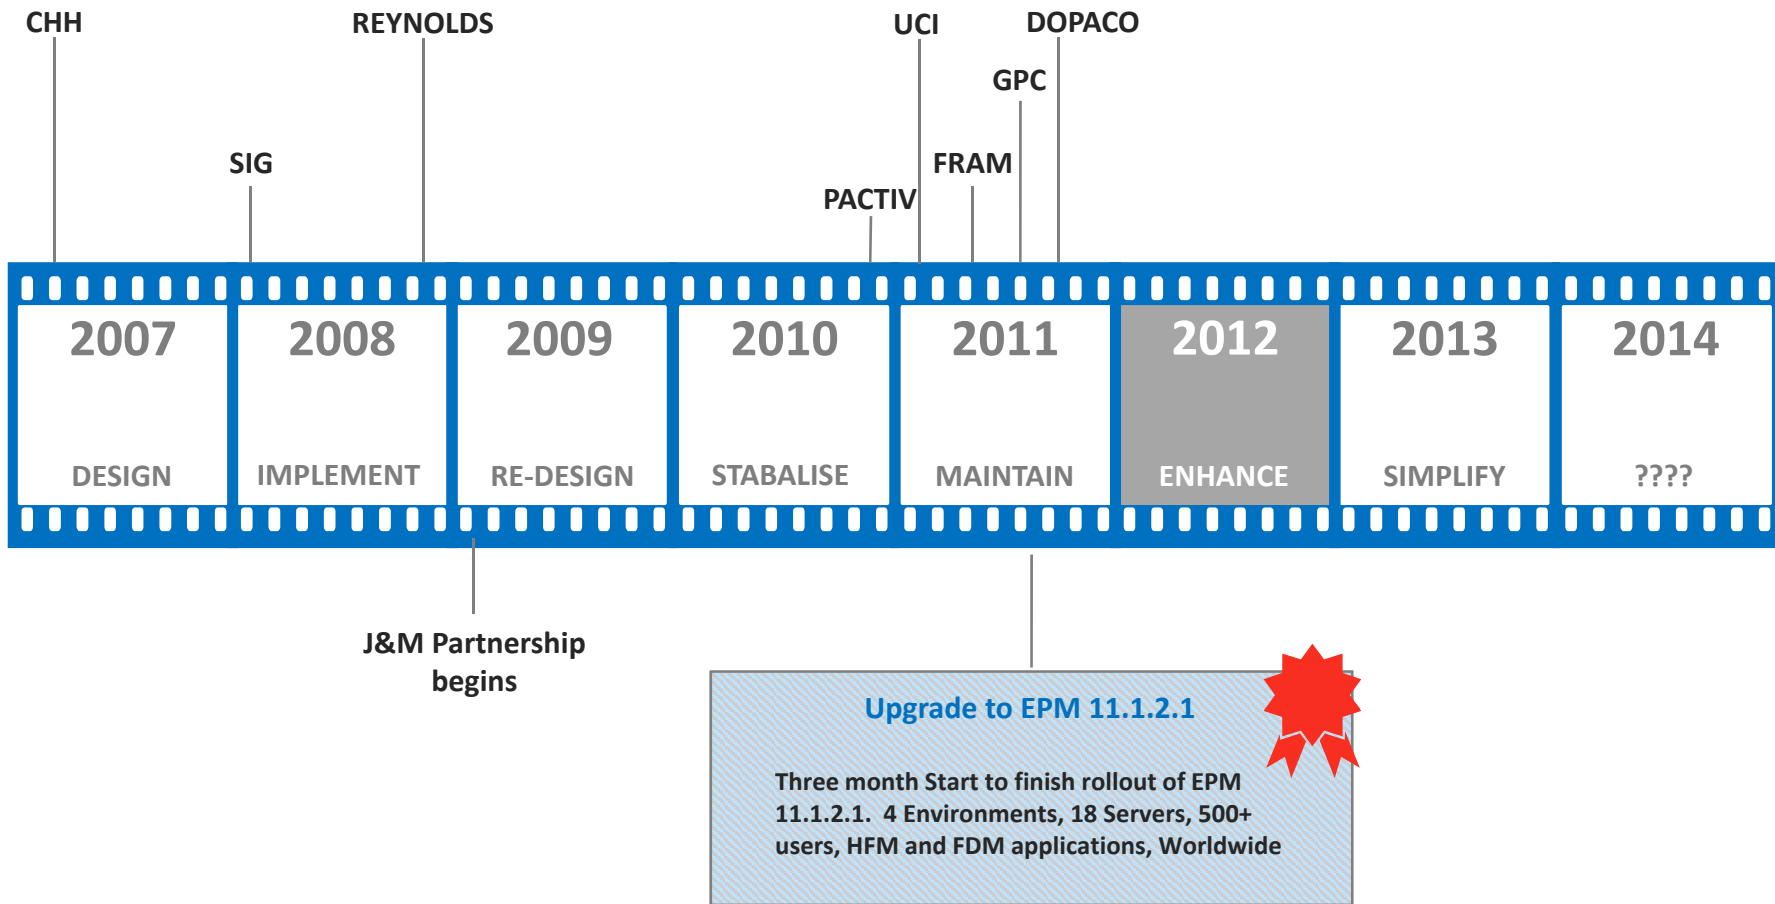 CHH
REYNOLDS
UCI
DOPACO
GPC
SIG
FRAM
PACTIV
2007
2008
2009
2010
2011
2012
2013
2014
DESIGN
IMPLEMENT
RE-DESIGN
STABALISE
MAINTAIN
ENHANCE
SIMPLIFY
????
J&M Partnership
begins
Upgrade to EPM 11.1.2.1
Three month Start to finish rollout of EPM
11.1.2.1.  4 Environments, 18 Servers, 500+
users, HFM and FDM applications, Worldwide